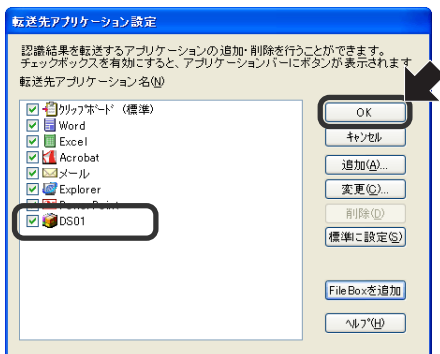 転送先アプリケーション設定
認識結果を転送するアプリケーションの追加・削除を行うことができます。
チェックボックスを有効にすると、アプリケーションバーにボタンが表示されます
転送先アプリケーション名(N)
クリップボード (標準)
Word
Excel
Acrobat
メール
Explorer
PowerPoint
DS01
OK
キャンセル
追加(A)...
変更(C)...
削除(D)
標準に設定(S)
FileBoxを追加
ヘルプ(H)